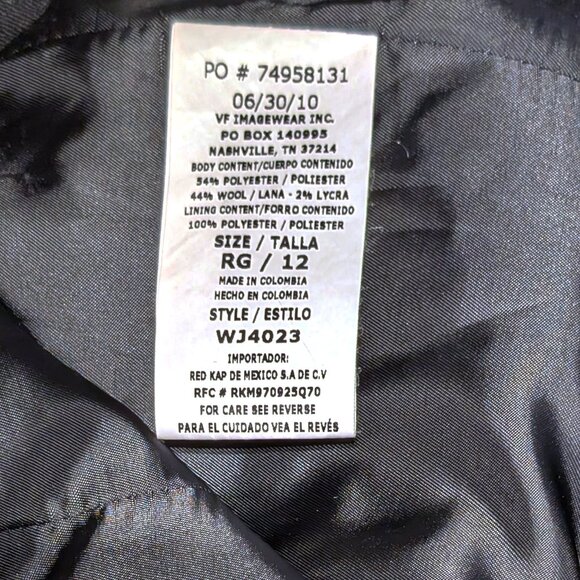 PO # 74958131
06/30/10
VF IMAGEWEAR INC.
PO BOX 140995
NASHVILLE, TN 37214
BODY CONTENT/CUERPO CONTENIDO
54% POLYESTER / POLIESTER
44% WOOL / LANA - 2% LYCRA
LINING CONTENT/FORRO CONTENIDO
100% POLYESTER / POLIESTER
SIZE / TALLA
RG / 12
MADE IN COLOMBIA
HECHO EN COLOMBIA
STYLE / ESTILO
WJ4023
IMPORTADOR:
RED KAP DE MEXICO S.A DE C.V
RFC # RKM970925Q70
FOR CARE SEE REVERSE
PARA EL CUIDADO VEA EL REVÉS